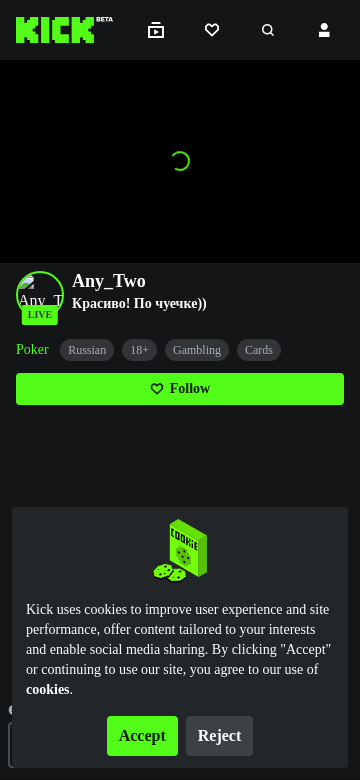 KICK BETA
Any_T
LIVE
Any_Two
Красиво! По чуечке))
Poker
Russian
18+
Gambling
Cards
Follow
COOKIES
Kick uses cookies to improve user experience and site
performance, offer content tailored to your interests
and enable social media sharing. By clicking "Accept"
or continuing to use our site, you agree to our use of
cookies.
Accept
Reject